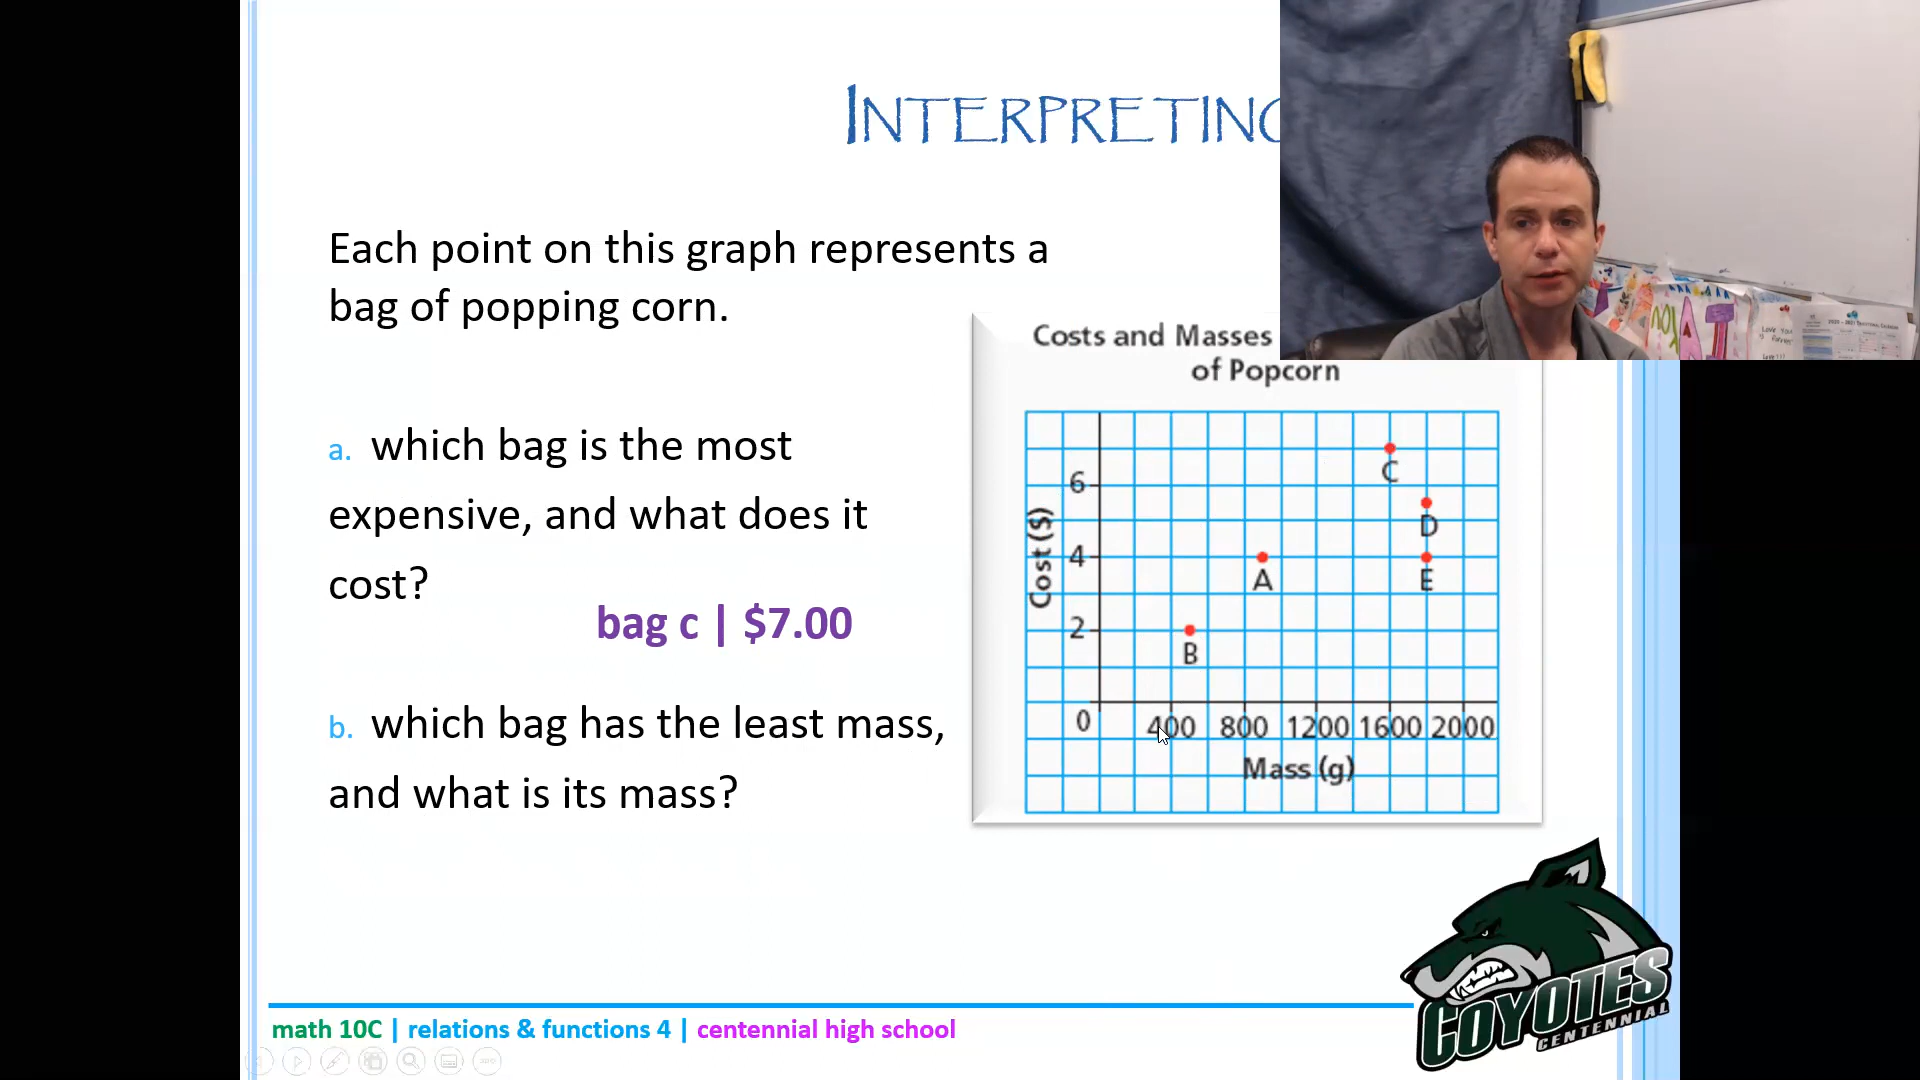 INTERPRETING
Each point on this graph represents a
bag of popping corn.
a. which bag is the most
expensive, and what does it
cost?
bag c | $7.00
b. which bag has the least mass,
and what is its mass?
Costs and Masses
of Popcorn
Cost ($)
6
4
2
0
400 800 1200 1600 2000
Mass (g)
C
D
A
E
B
COYOTES
CENTENNIAL
math 10C | relations & functions 4 | centennial high school